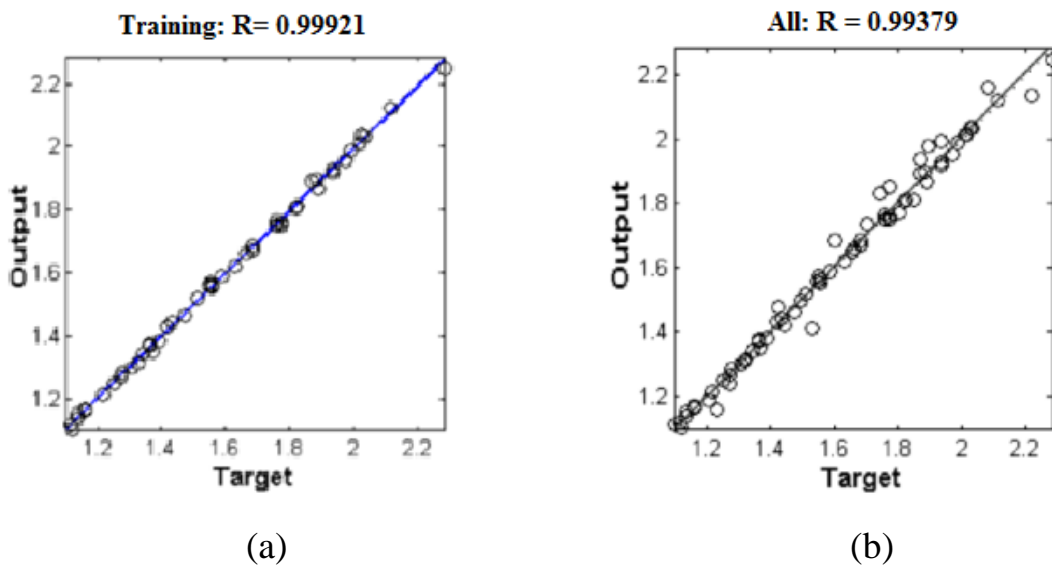 Training: R= 0.99921
2.2
2
1.8
1.6
1.4
1.2
Output
1.2 1.4 1.6 1.8 2 2.2
Target
(a)
All: R = 0.99379
2.2
2
1.8
1.6
1.4
1.2
Output
1.2 1.4 1.6 1.8 2 2.2
Target
(b)